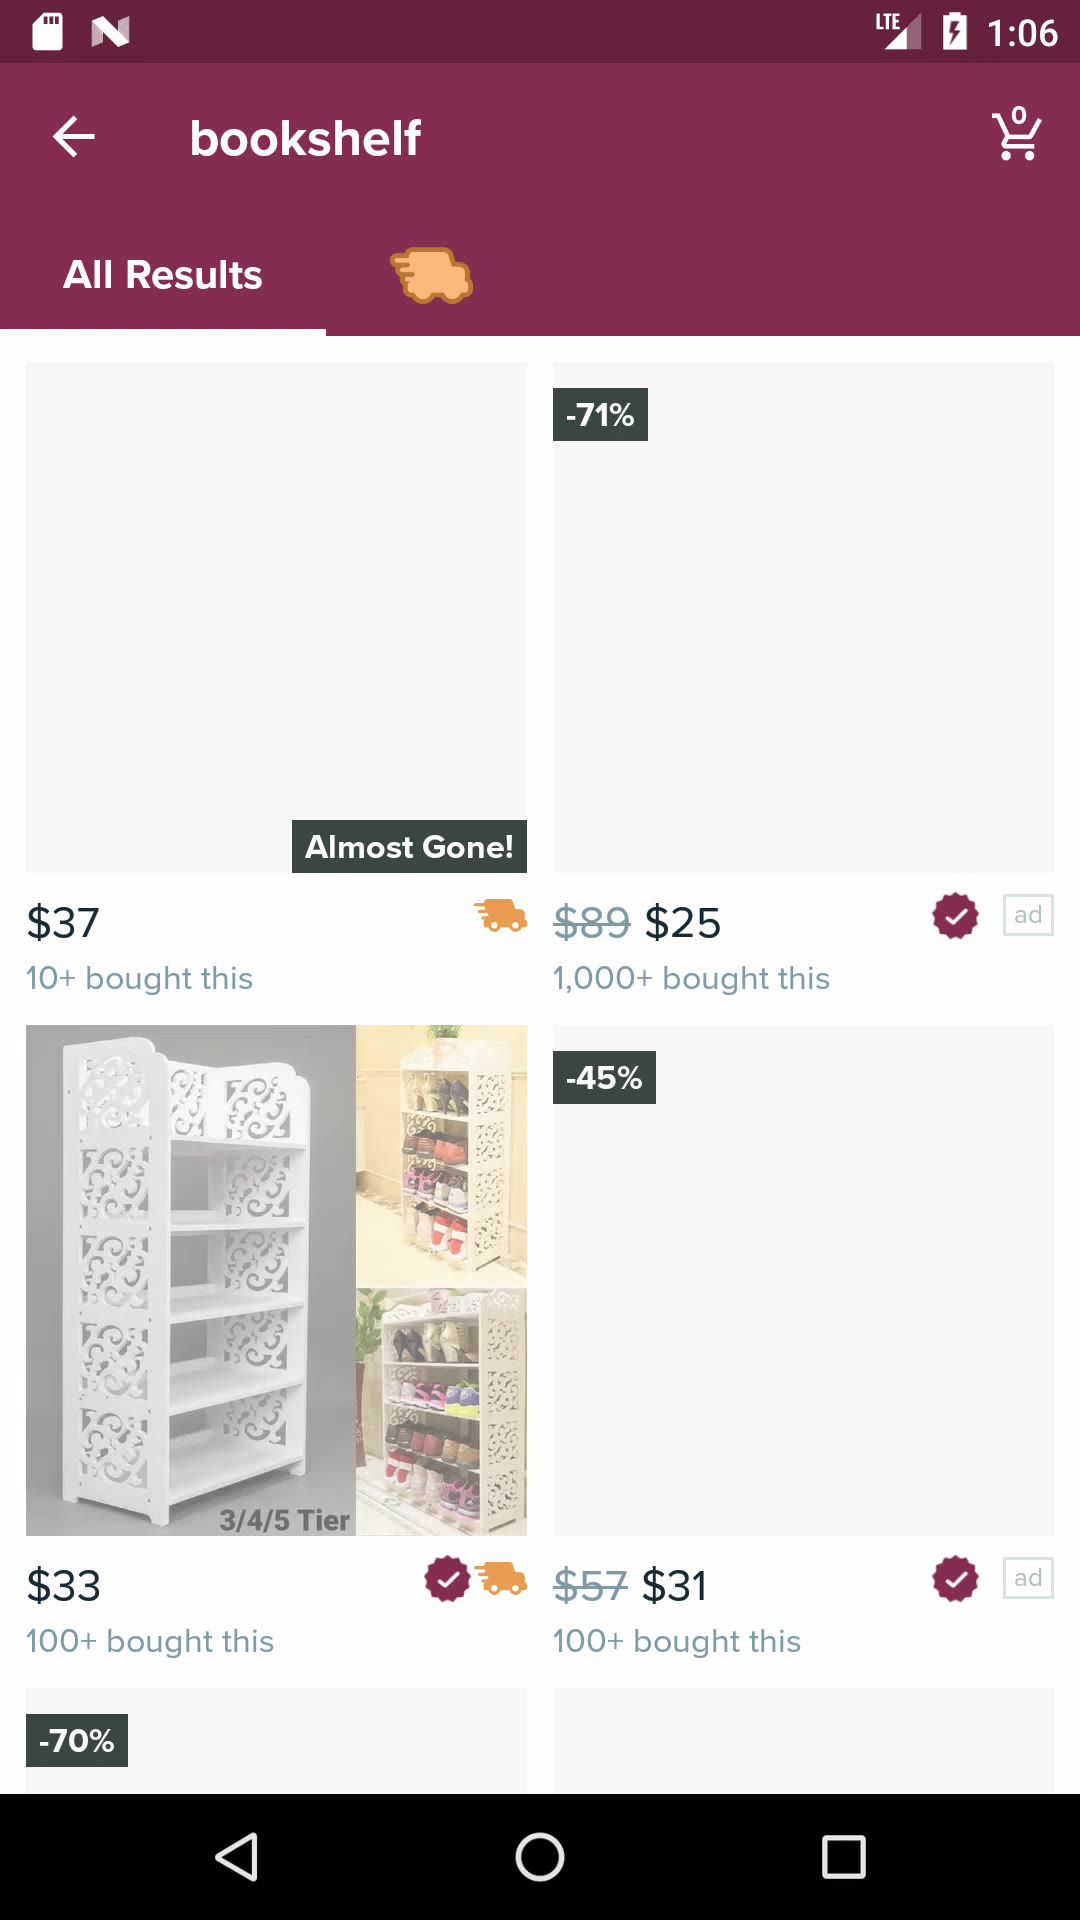 LTE 1:06
bookshelf
0
All Results
-71%
Almost Gone!
$37
$89 $25 ad
10+ bought this
1,000+ bought this
-45%
3/4/5 Tier
$33
$57 $31 ad
100+ bought this
100+ bought this
-70%